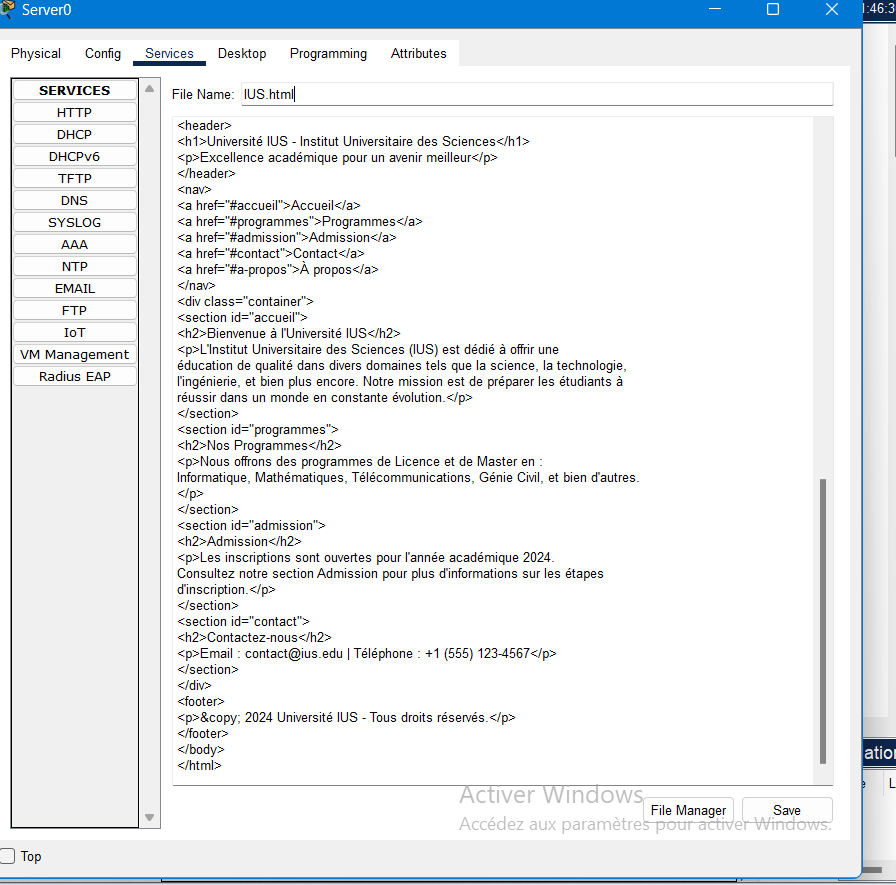 Server0
1:46:3
Physical Config Services Desktop Programming Attributes
SERVICES
HTTP
DHCP
DHCPv6
TFTP
DNS
SYSLOG
AAA
NTP
EMAIL
FTP
IoT
VM Management
Radius EAP
File Name: IUS.html
<header>
<h1>Université IUS - Institut Universitaire des Sciences</h1>
<p>Excellence académique pour un avenir meilleur</p>
</header>
<nav>
<a href="#accueil">Accueil</a>
<a href="#programmes">Programmes</a>
<a href="#admission">Admission</a>
<a href="#contact">Contact</a>
<a href="#a-propos">À propos</a>
</nav>
<div class="container">
<section id="accueil">
<h2>Bienvenue à l'Université IUS</h2>
<p>L'Institut Universitaire des Sciences (IUS) est dédié à offrir une
éducation de qualité dans divers domaines tels que la science, la technologie,
l'ingénierie, et bien plus encore. Notre mission est de préparer les étudiants à
réussir dans un monde en constante évolution.</p>
</section>
<section id="programmes">
<h2>Nos Programmes</h2>
<p>Nous offrons des programmes de Licence et de Master en :
Informatique, Mathématiques, Télécommunications, Génie Civil, et bien d'autres.
</p>
</section>
<section id="admission">
<h2>Admission</h2>
<p>Les inscriptions sont ouvertes pour l'année académique 2024.
Consultez notre section Admission pour plus d'informations sur les étapes
d'inscription.</p>
</section>
<section id="contact">
<h2>Contactez-nous</h2>
<p>Email : contact@ius.edu | Téléphone : +1 (555) 123-4567</p>
</section>
</div>
<footer>
<p>&copy; 2024 Université IUS - Tous droits réservés.</p>
</footer>
</body>
</html>
Activer Windows
Accédez aux paramètres pour activer Windows.
File Manager Save
Top